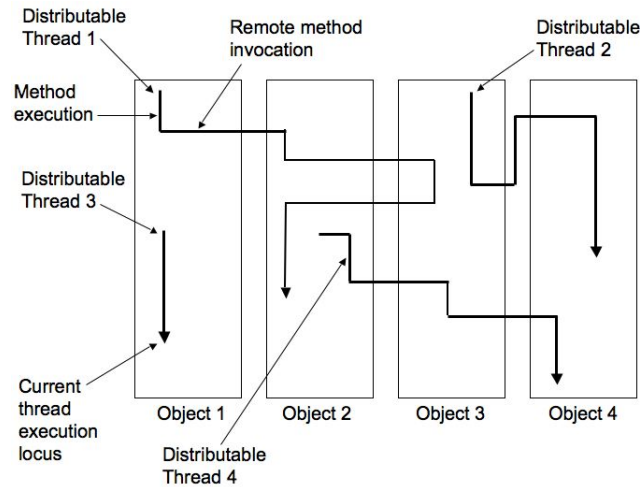 Distributable
Thread 1
Remote method
invocation
Distributable
Thread 2
Method
execution
Distributable
Thread 3
Current
thread
execution
locus
Object 1
Object 2
Object 3
Object 4
Distributable
Thread 4